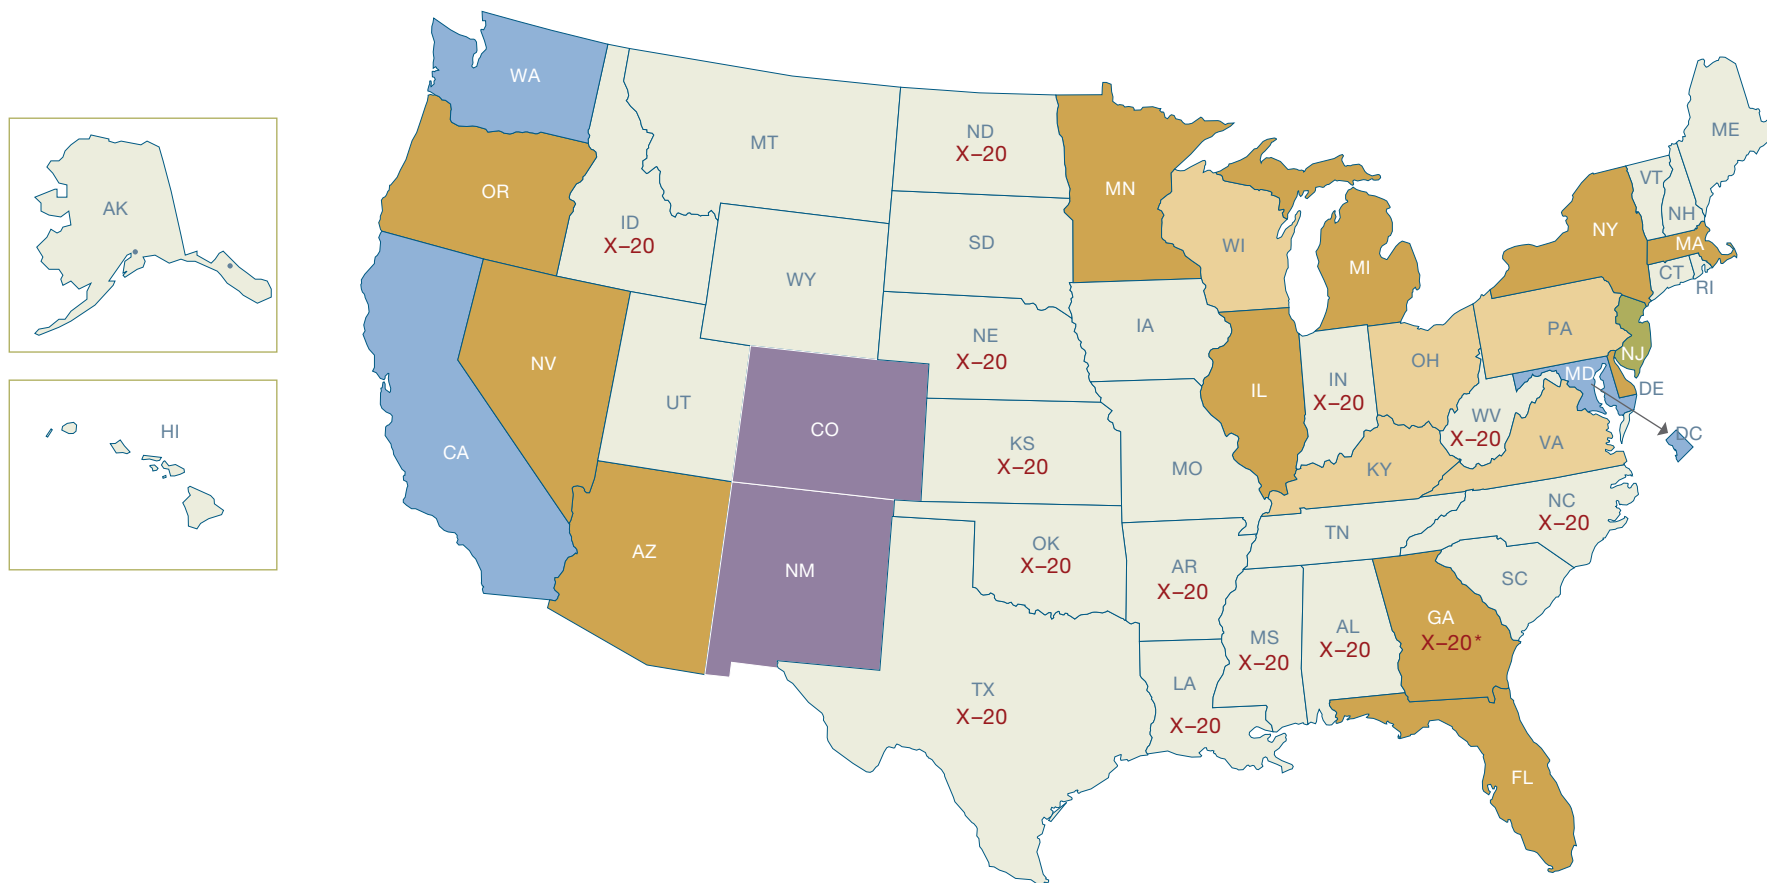 WA
MT
ND
X–20
MN
ME
OR
ID
X–20
SD
WI
MI
VT
NH
NY
MA
CT
RI
AK
WY
IA
NE
X–20
PA
NJ
NV
UT
IL
IN
X–20
OH
MD
DE
HI
CA
CO
KS
X–20
MO
KY
WV
X–20
VA
DC
AZ
NM
OK
X–20
AR
X–20
TN
NC
X–20
SC
MS
X–20
AL
X–20
GA
X–20*
TX
X–20
LA
X–20
FL